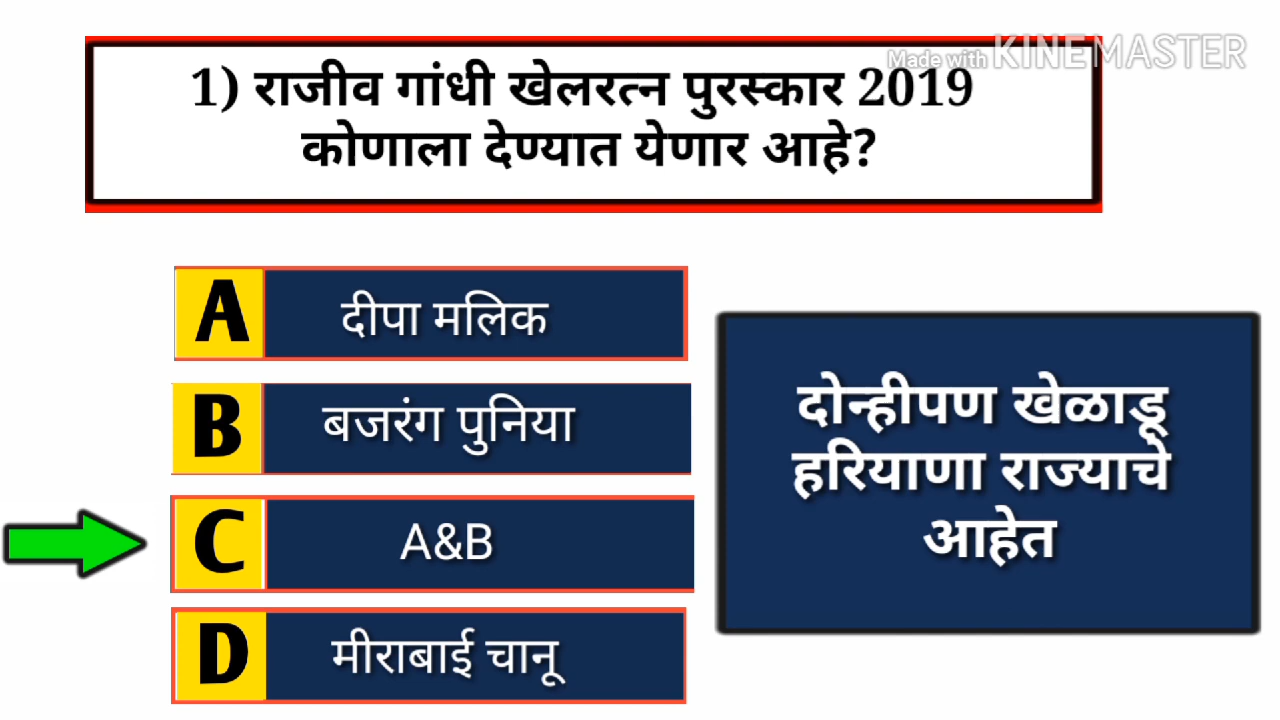 Made with KINEMASTER
1) राजीव गांधी खेलरत्न पुरस्कार 2019
कोणाला देण्यात येणार आहे?
A दीपा मलिक
B बजरंग पुनिया
C A&B
D मीराबाई चानू
दोन्हीपण खेळाडू
हरियाणा राज्याचे
आहेत